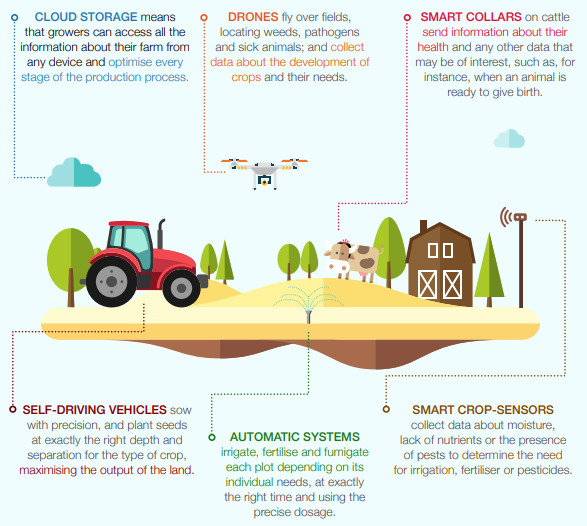 CLOUD STORAGE means
that growers can access all the
information about their farm from
any device and optimise every
stage of the production process.
DRONES fly over fields,
locating weeds, pathogens
and sick animals; and collect
data about the development of
crops and their needs.
SMART COLLARS on cattle
send information about their
health and any other data that
may be of interest, such as, for
instance, when an animal is
ready to give birth.
SELF-DRIVING VEHICLES sow
with precision, and plant seeds
at exactly the right depth and
separation for the type of crop,
maximising the output of the land.
AUTOMATIC SYSTEMS
irrigate, fertilise and fumigate
each plot depending on its
individual needs, at exactly
the right time and using the
precise dosage.
SMART CROP-SENSORS
collect data about moisture,
lack of nutrients or the presence
of pests to determine the need
for irrigation, fertiliser or pesticides.